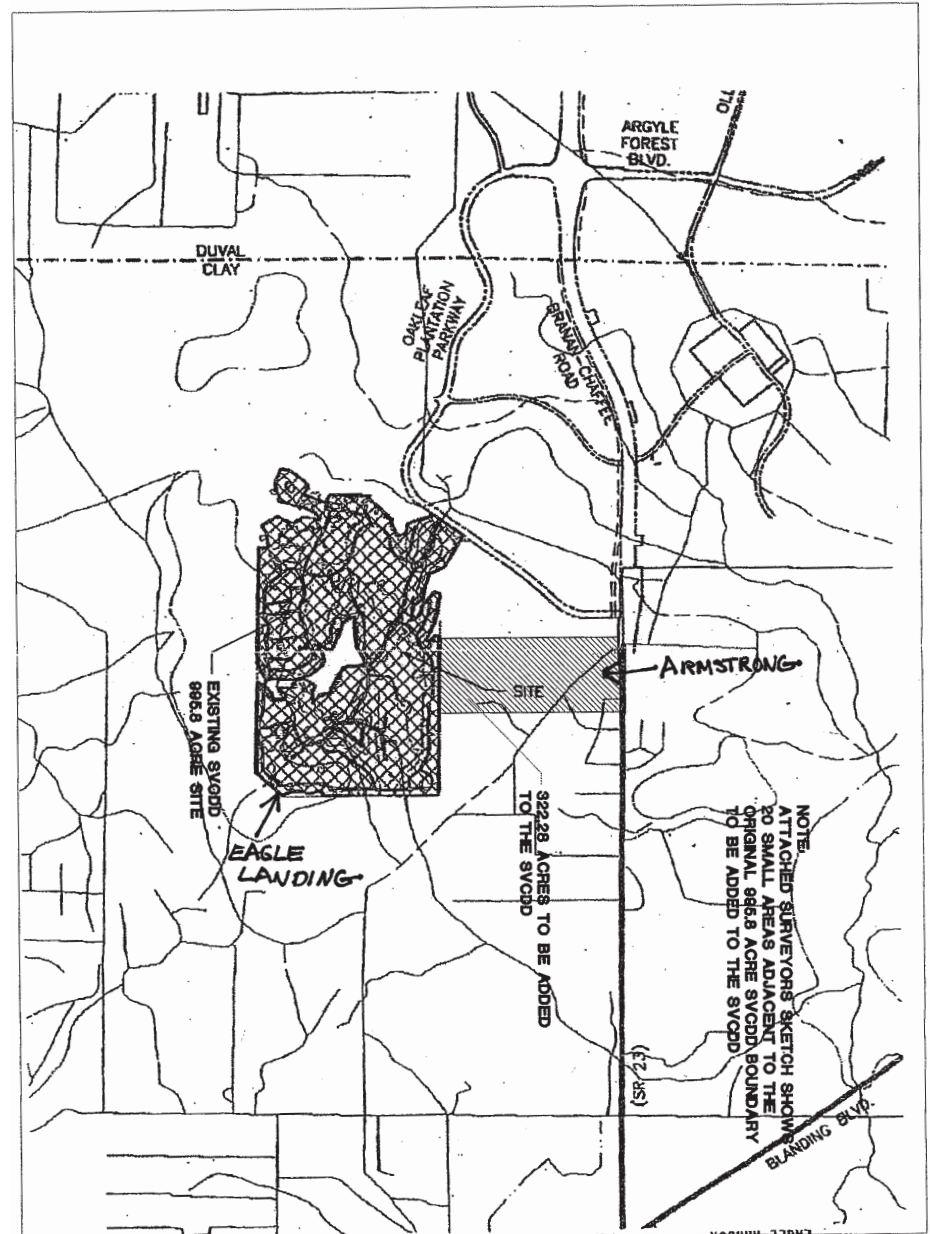 ARGYLE
FOREST
BLVD.
DUVAL
CLAY
OAKLEAF
PLANTATION
PARKWAY
BRANAN-CHAFFEE
ROAD
ARMSTRONG
SITE
EXISTING SVCDD
995.8 ACRE SITE
EAGLE
LANDING
322.28 ACRES TO BE ADDED
TO THE SVCDD
NOTE:
ATTACHED SURVEYORS SKETCH SHOWS
20 SMALL AREAS ADJACENT TO THE
ORIGINAL 995.8 ACRE SVCDD BOUNDARY
TO BE ADDED TO THE SVCDD
(SR 23)
BLANDING BLVD.